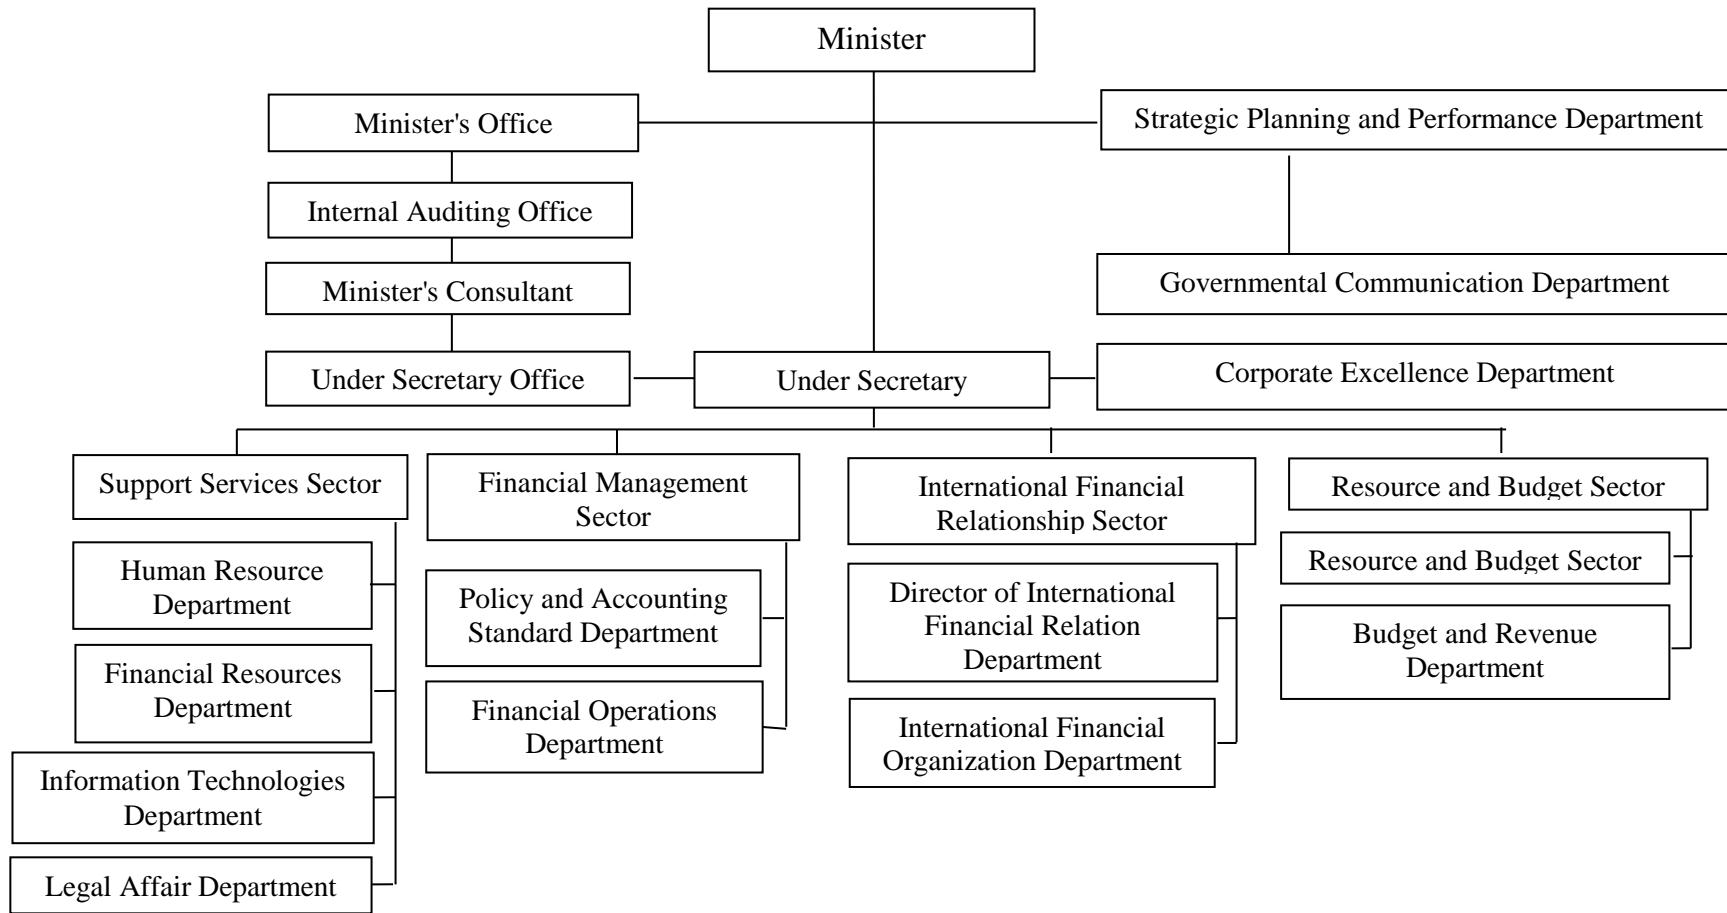 Minister
Minister's Office
Strategic Planning and Performance Department
Internal Auditing Office
Minister's Consultant
Governmental Communication Department
Under Secretary Office
Under Secretary
Corporate Excellence Department
Support Services Sector
Human Resource
Department
Financial Resources
Department
Information Technologies
Department
Legal Affair Department
Financial Management
Sector
Policy and Accounting
Standard Department
Financial Operations
Department
International Financial
Relationship Sector
Director of International
Financial Relation
Department
International Financial
Organization Department
Resource and Budget Sector
Resource and Budget Sector
Budget and Revenue
Department